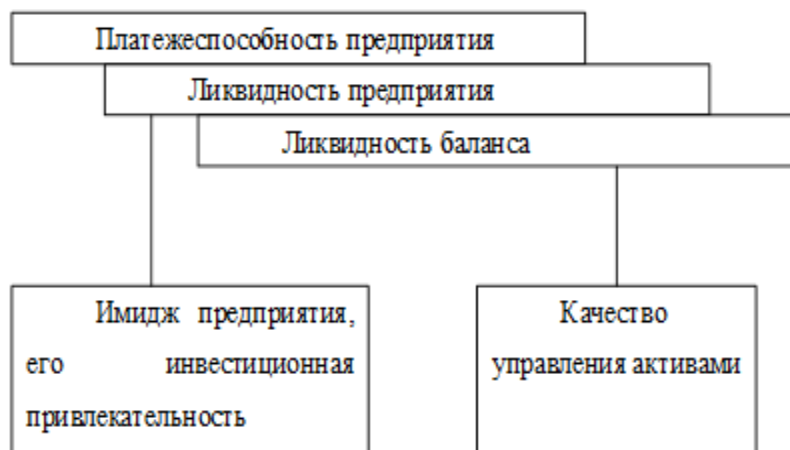 Платежеспособность предприятия
Ликвидность предприятия
Ликвидность баланса
Имидж предприятия,
его инвестиционная
привлекательность
Качество
управления активами